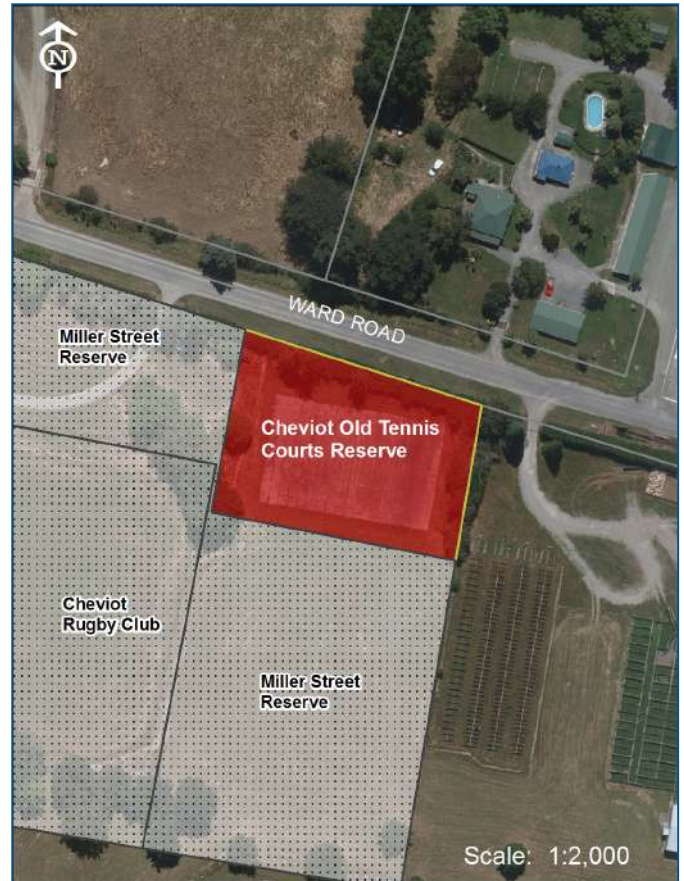 N
WARD ROAD
Miller Street
Reserve
Cheviot Old Tennis
Courts Reserve
Cheviot
Rugby Club
Miller Street
Reserve
Scale: 1:2,000